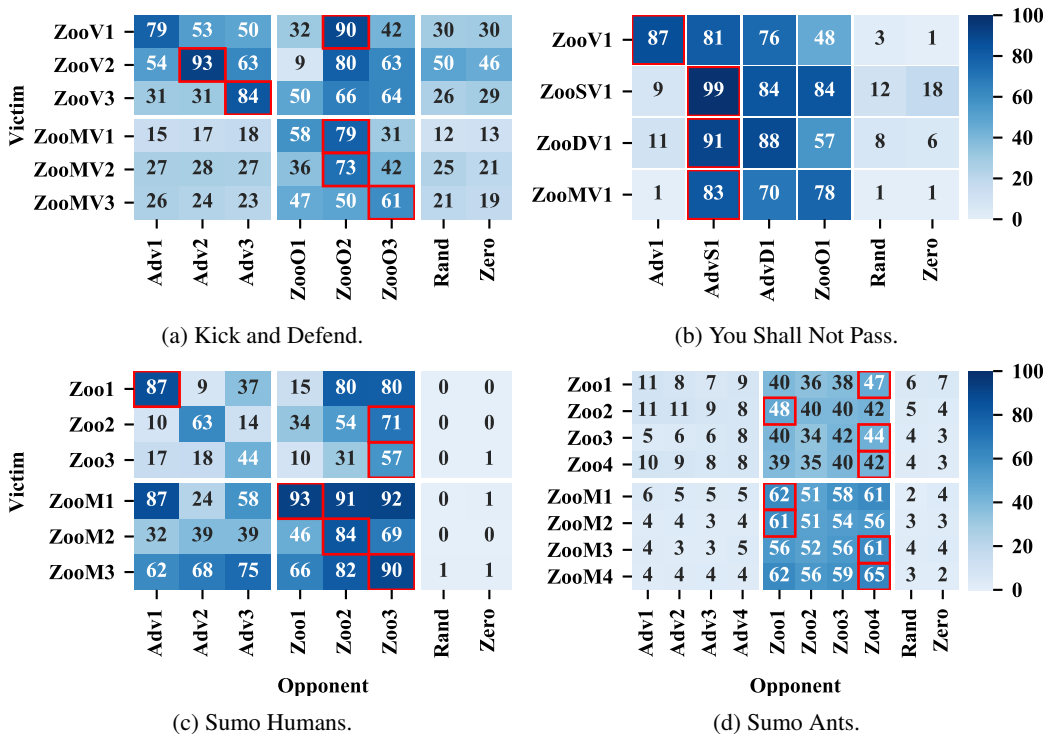 Victim
ZooV1 79 53 50 32 90 42 30 30
ZooV2 54 93 63 9 80 63 50 46
ZooV3 31 31 84 50 66 64 26 29
ZooMV1 15 17 18 58 79 31 12 13
ZooMV2 27 28 27 36 73 42 25 21
ZooMV3 26 24 23 47 50 61 21 19
Adv1 Adv2 Adv3 ZooO1 ZooO2 ZooO3 Rand Zero
(a) Kick and Defend.
ZooV1 87 81 76 48 3 1
ZooSV1 9 99 84 84 12 18
ZooDV1 11 91 88 57 8 6
ZooMV1 1 83 70 78 1 1
Adv1 AdvS1 AdvD1 ZooO1 Rand Zero
100
80
60
40
20
0
(b) You Shall Not Pass.
Victim
Zoo1 87 9 37 15 80 80 0 0
Zoo2 10 63 14 34 54 71 0 0
Zoo3 17 18 44 10 31 57 0 1
ZooM1 87 24 58 93 91 92 0 1
ZooM2 32 39 39 46 84 69 0 0
ZooM3 62 68 75 66 82 90 1 1
Adv1 Adv2 Adv3 Zoo1 Zoo2 Zoo3 Rand Zero
Opponent
(c) Sumo Humans.
Zoo1 11 8 7 9 40 36 38 47 6 7
Zoo2 11 11 9 8 48 40 40 42 5 4
Zoo3 5 6 6 8 40 34 42 44 4 3
Zoo4 10 9 8 8 39 35 40 42 4 3
ZooM1 6 5 5 5 62 51 58 61 2 4
ZooM2 4 4 3 4 61 51 54 56 3 3
ZooM3 4 3 3 5 56 52 56 61 4 4
ZooM4 4 4 4 4 62 56 59 65 3 2
Adv1 Adv2 Adv3 Adv4 Zoo1 Zoo2 Zoo3 Zoo4 Rand Zero
Opponent
100
80
60
40
20
0
(d) Sumo Ants.